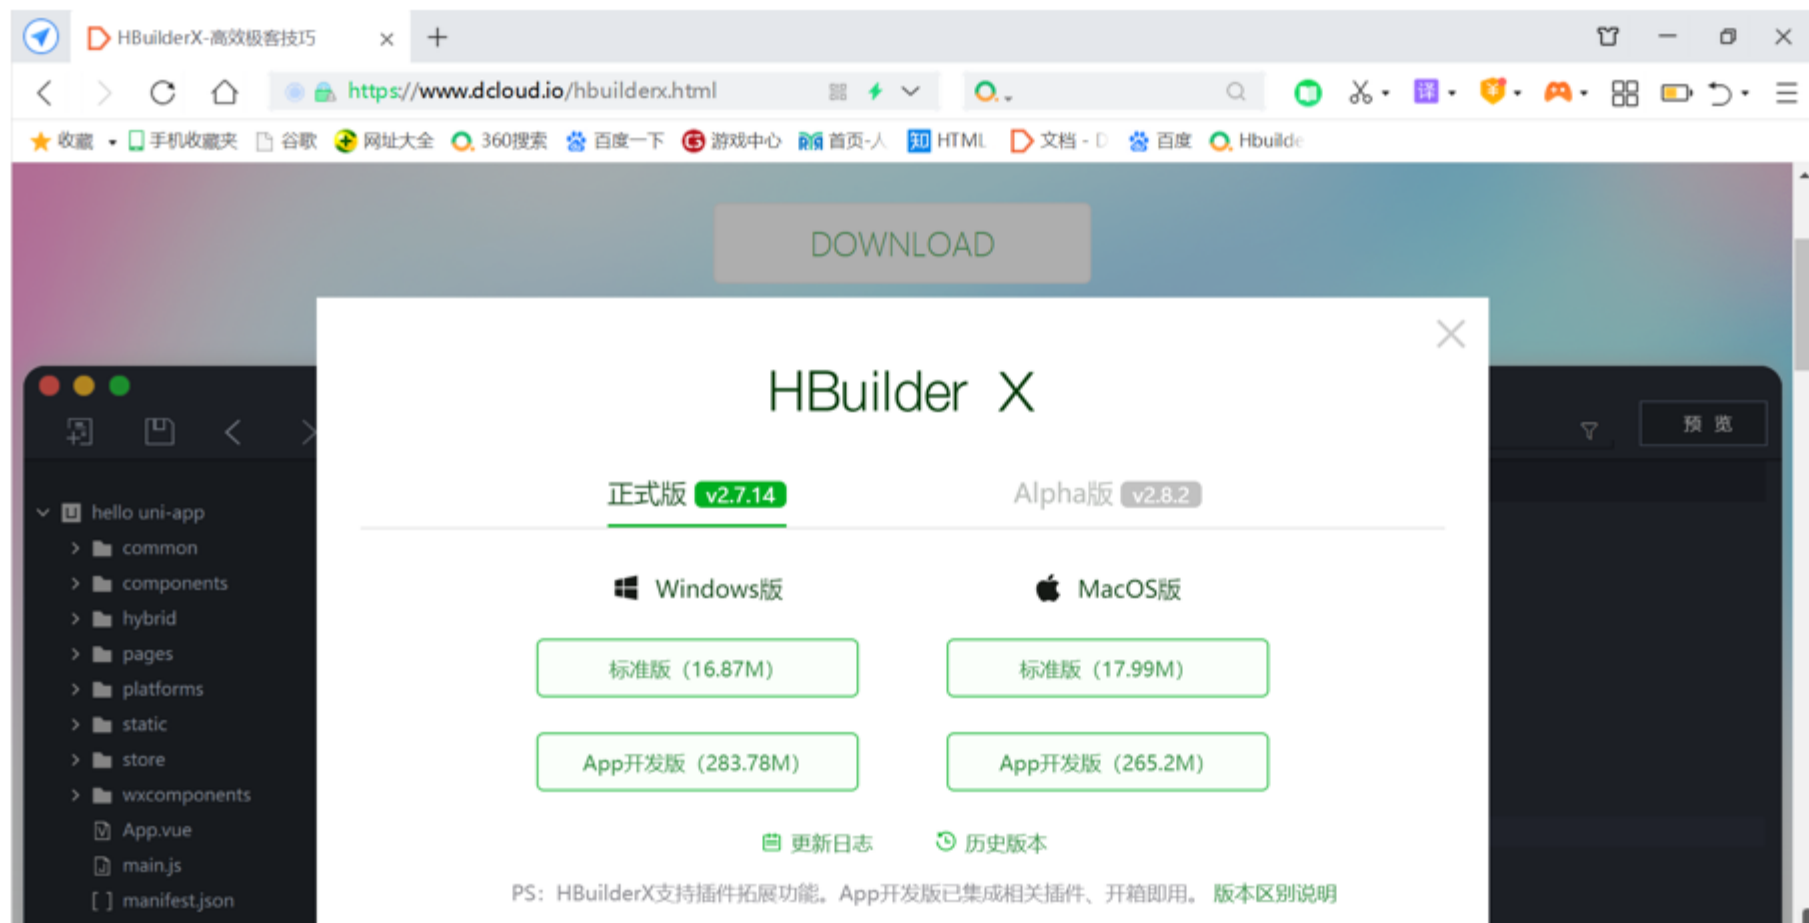 HBuilderX-高效极客技巧
https://www.dcloud.io/hbuilderx.html
译
收藏 手机收藏夹 谷歌 网址大全 360搜索 百度一下 游戏中心 首页-人 知 HTML 文档 - D 百度 Hbuilde
DOWNLOAD
HBuilder X
预 览
正式版 v2.7.14 Alpha版 v2.8.2
hello uni-app
common
components
hybrid
pages
platforms
static
store
wxcomponents
App.vue
main.js
[ ] manifest.json
Windows版 MacOS版
标准版（16.87M） 标准版（17.99M）
App开发版（283.78M） App开发版（265.2M）
更新日志 历史版本
PS：HBuilderX支持插件拓展功能。App开发版已集成相关插件、开箱即用。 版本区别说明